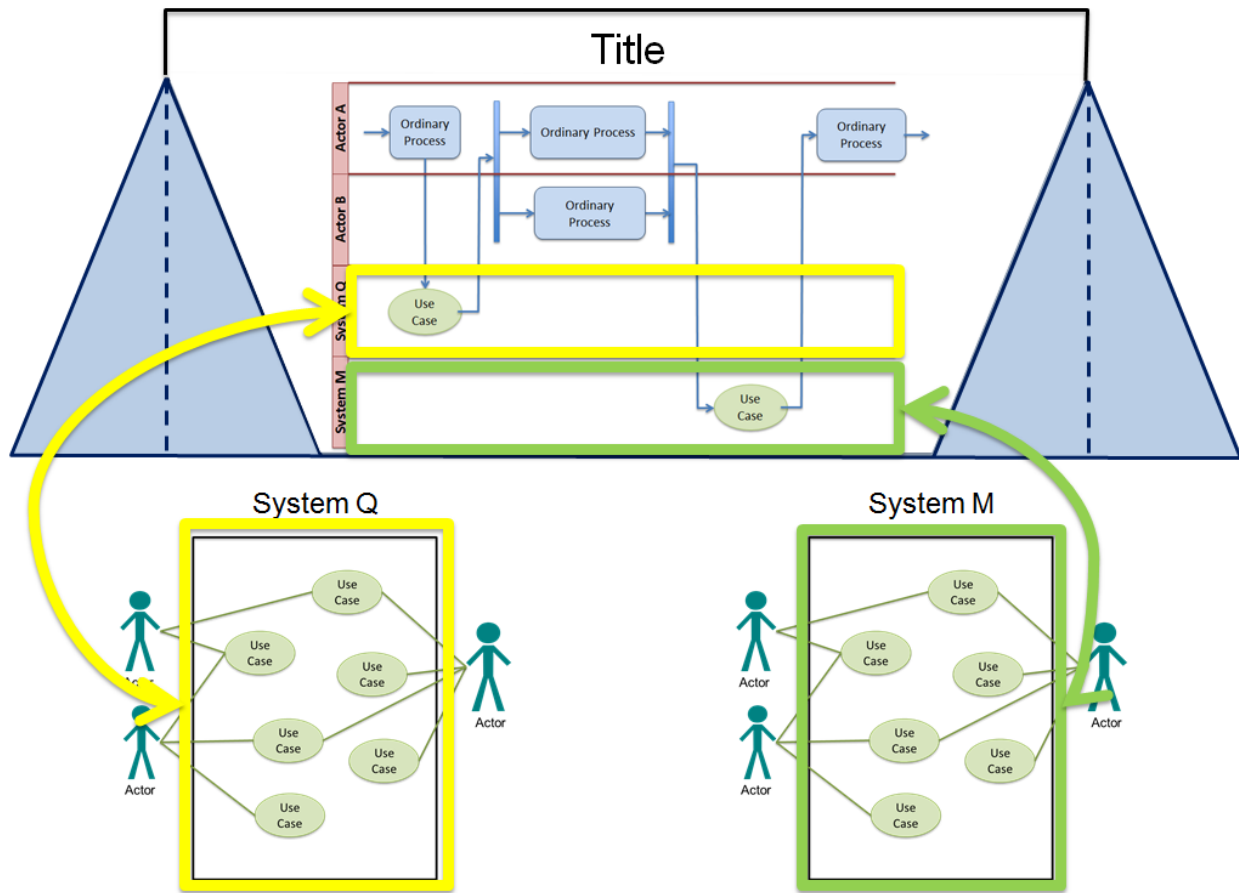 Title
Actor A
Ordinary
Process
Ordinary Process
Ordinary
Process
Actor B
Ordinary
Process
System Q
Use
Case
System M
Use
Case
System Q
Use
Case
Use
Case
Use
Case
Use
Case
Use
Case
Use
Case
Actor
Actor
Actor
System M
Use
Case
Use
Case
Use
Case
Use
Case
Use
Case
Use
Case
Actor
Actor
Actor